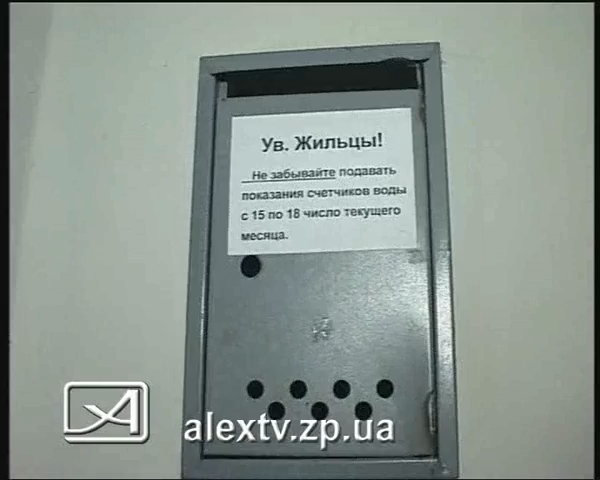 Ув. Жильцы!
Не забывайте подавать
показания счетчиков воды
с 15 по 18 число текущего
месяца.
alextv.zp.ua